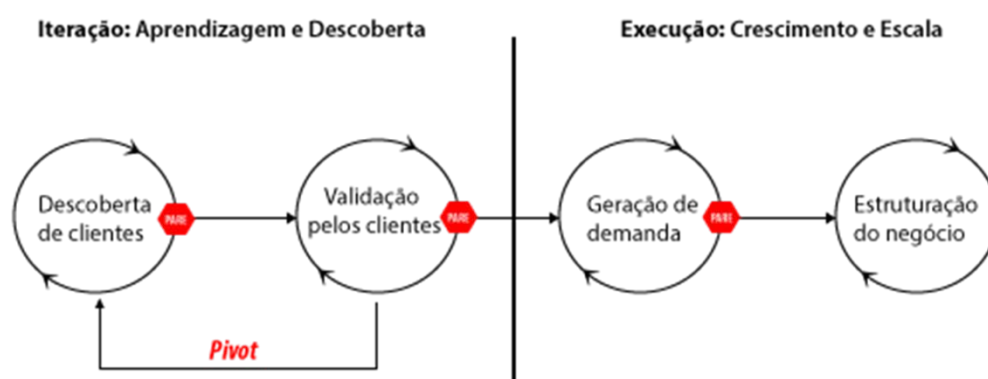 Iteração: Aprendizagem e Descoberta
Execução: Crescimento e Escala
Descoberta
de clientes
PARE
Validação
pelos clientes
PARE
Geração de
demanda
PARE
Estruturação
do negócio
Pivot